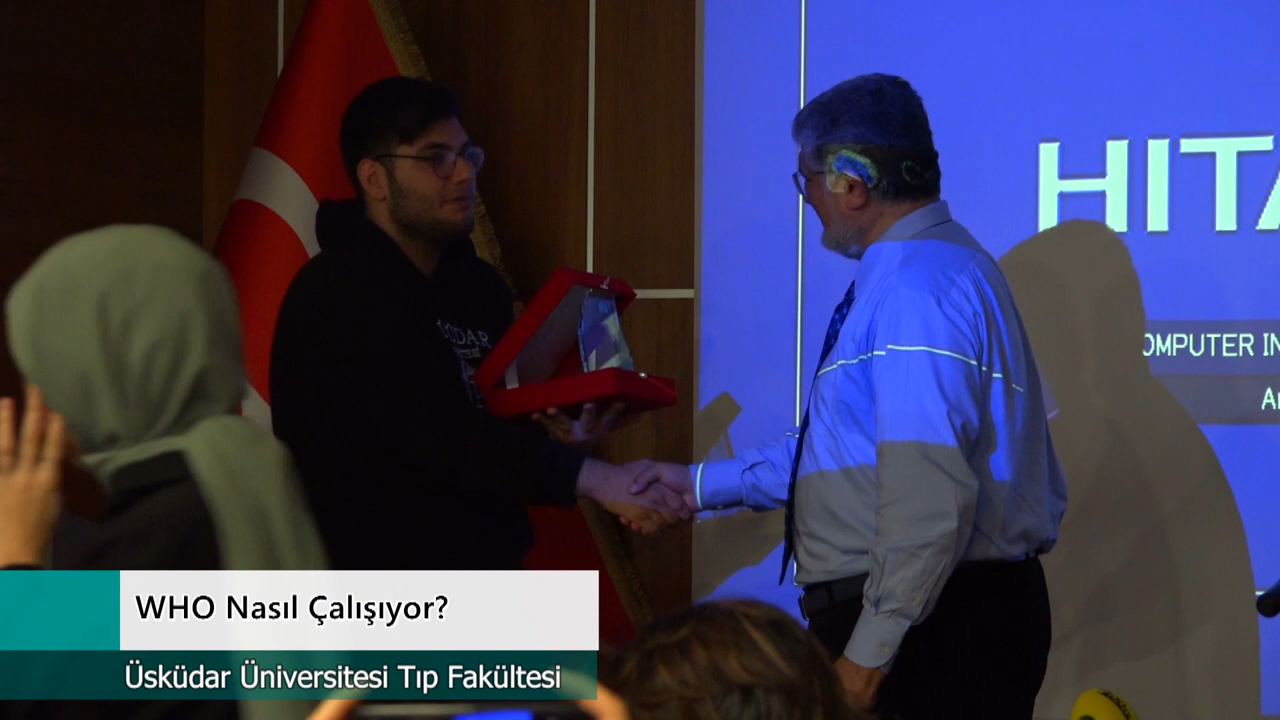 HITA
OMPUTER IN
WHO Nasıl Çalışıyor?
Üsküdar Üniversitesi Tıp Fakültesi